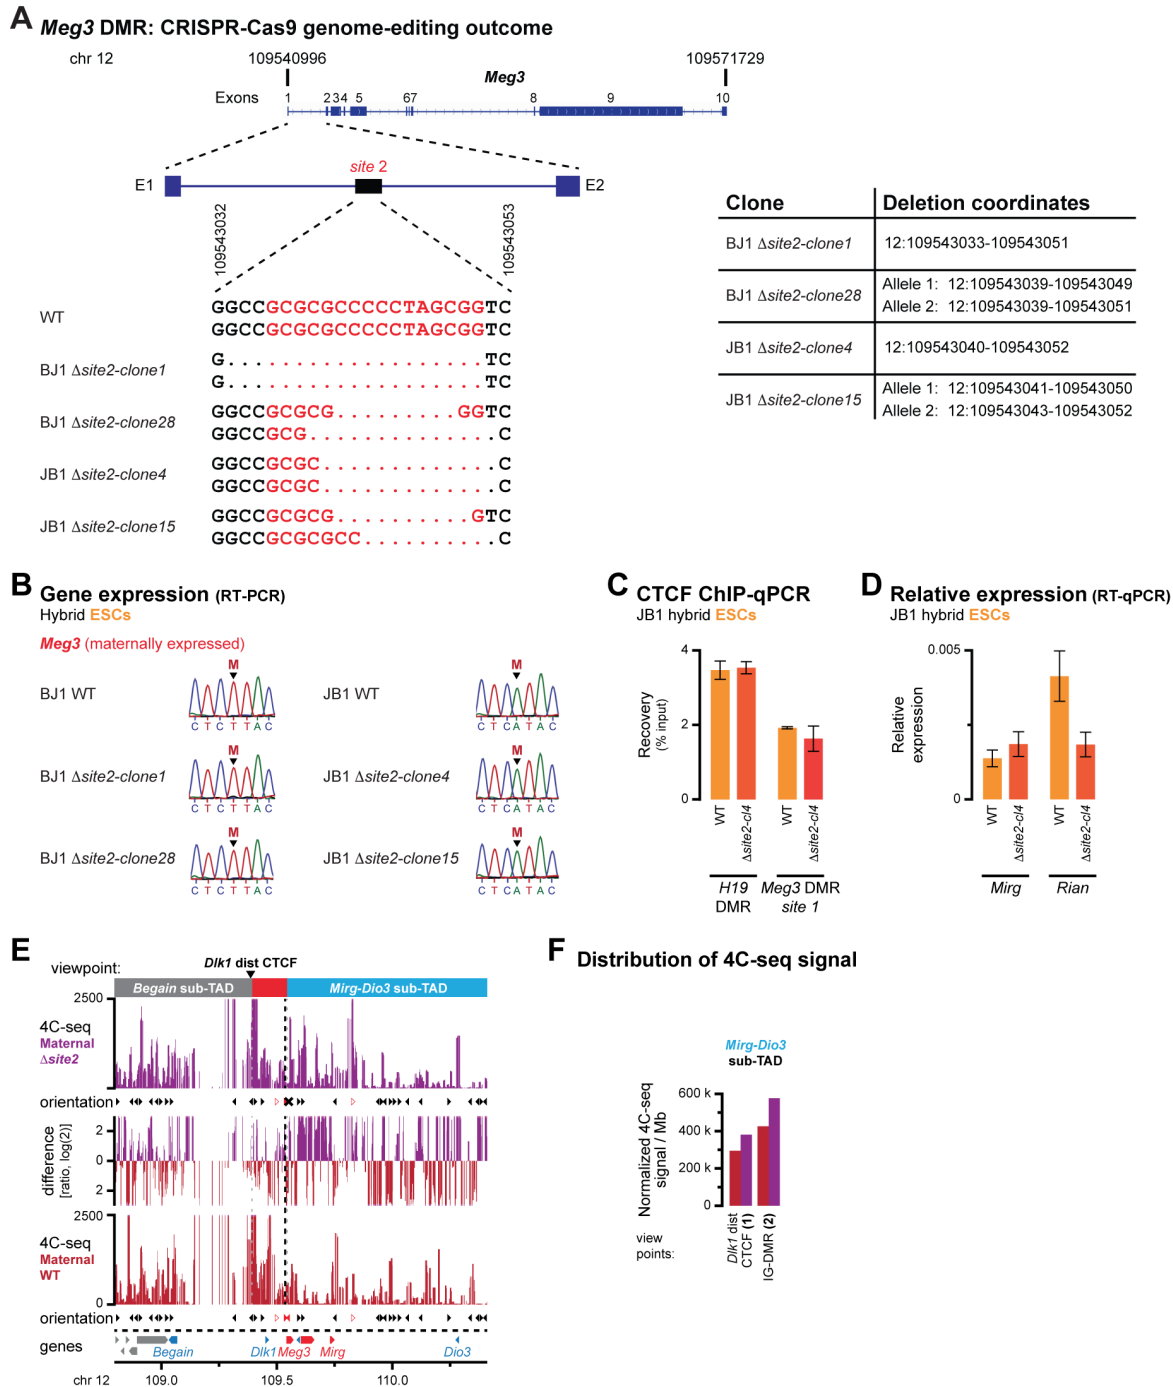 A Meg3 DMR: CRISPR-Cas9 genome-editing outcome
chr 12 109540996 109571729
Meg3
Exons 1 2 3 4 5 6 7 8 9 10
site 2
E1 E2
109543032 109543053
WT
GGCCGCGCGCCCCCTAGCGGTC
GGCCGCGCGCCCCCTAGCGGTC
BJ1 Δsite2-clone1
G...................TC
G...................TC
BJ1 Δsite2-clone28
GGCCGCGCG.........GGTC
GGCCGCG..............C
JB1 Δsite2-clone4
GGCCGCGC.............C
GGCCGCGC.............C
JB1 Δsite2-clone15
GGCCGCGCG..........GTC
GGCCGCGCGCC..........C
Clone Deletion coordinates
BJ1 Δsite2-clone1 12:109543033-109543051
BJ1 Δsite2-clone28 Allele 1: 12:109543039-109543049
Allele 2: 12:109543039-109543051
JB1 Δsite2-clone4 12:109543040-109543052
JB1 Δsite2-clone15 Allele 1: 12:109543041-109543050
Allele 2: 12:109543043-109543052
B Gene expression (RT-PCR)
Hybrid ESCs
Meg3 (maternally expressed)
BJ1 WT
M
C T C T T A C
JB1 WT
M
C T C A T A C
BJ1 Δsite2-clone1
M
C T C T T A C
JB1 Δsite2-clone4
M
C T C A T A C
BJ1 Δsite2-clone28
M
C T C T T A C
JB1 Δsite2-clone15
M
C T C A T A C
C CTCF ChIP-qPCR
JB1 hybrid ESCs
Recovery
(% input)
4
2
0
WT Δsite2-cl4 WT Δsite2-cl4
H19
DMR
Meg3 DMR
site 1
D Relative expression (RT-qPCR)
JB1 hybrid ESCs
Relative
expression
0.005
0
WT Δsite2-cl4 WT Δsite2-cl4
Mirg Rian
E
viewpoint: Dlk1 dist CTCF
Begain sub-TAD Mirg-Dio3 sub-TAD
2500
4C-seq
Maternal
Δsite2
orientation
difference
[ratio, log(2)]
2
0
2
2500
4C-seq
Maternal
WT
0
orientation
genes
Begain Dlk1 Meg3 Mirg Dio3
chr 12 109.0 109.5 110.0
F Distribution of 4C-seq signal
Mirg-Dio3
sub-TAD
Normalized 4C-seq
signal / Mb
600 k
400 k
200 k
0
view
points:
Dlk1 dist
CTCF (1)
IG-DMR (2)